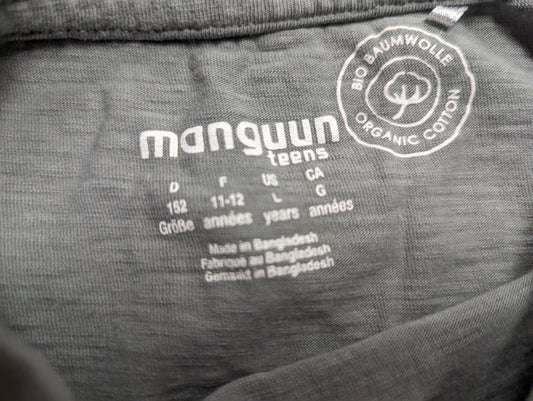 BIO BAUMWOLLE
ORGANIC COTTON
manguun
teens
D F US CA
152 11-12 L G
Größe années years années
Made in Bangladesh
Fabriqué au Bangladesh
Gemamkt in Bangladesh